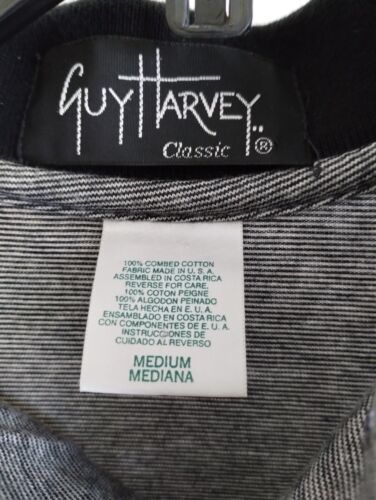 GUY HARVEY..
Classic ®
100% COMBED COTTON
FABRIC MADE IN U. S. A.
ASSEMBLED IN COSTA RICA
REVERSE FOR CARE.
100% COTON PEIGNE
100% ALGODON PEINADO
TELA HECHA EN E. U. A.
ENSAMBLADO EN COSTA RICA
CON COMPONENTES DE E. U. A.
INSTRUCCIONES DE
CUIDADO AL REVERSO
MEDIUM
MEDIANA